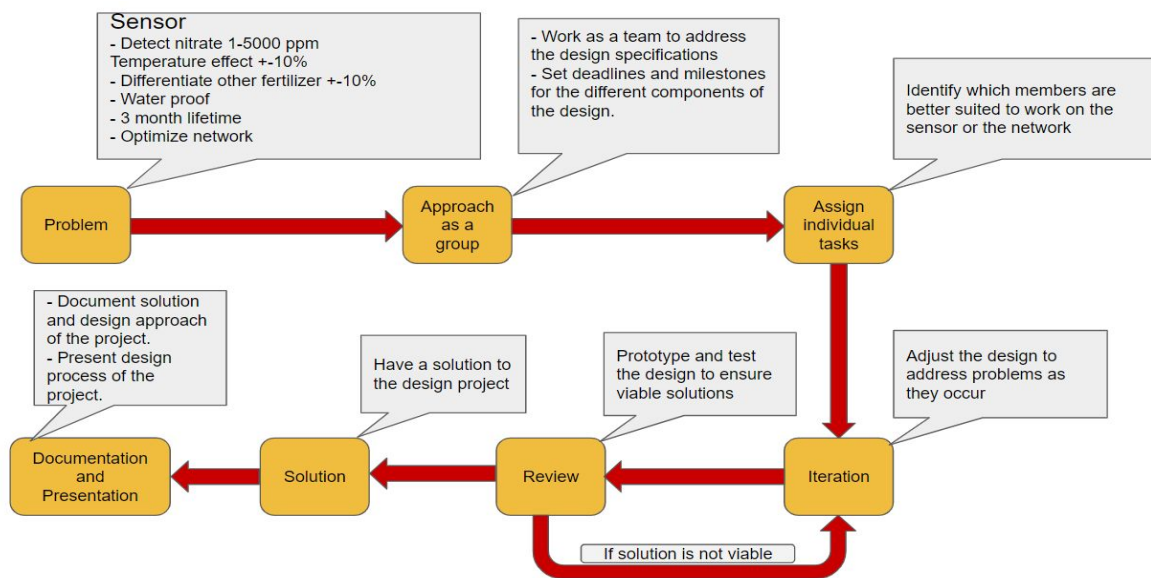 Sensor
- Detect nitrate 1-5000 ppm
Temperature effect +-10%
- Differentiate other fertilizer +-10%
- Water proof
- 3 month lifetime
- Optimize network
- Work as a team to address
the design specifications
- Set deadlines and milestones
for the different components of
the design.
Identify which members are
better suited to work on the
sensor or the network
Problem
Approach
as a
group
Assign
individual
tasks
- Document solution
and design approach
of the project.
- Present design
process of the
project.
Have a solution to
the design project
Prototype and test
the design to ensure
viable solutions
Adjust the design to
address problems as
they occur
Documentation
and
Presentation
Solution
Review
Iteration
If solution is not viable